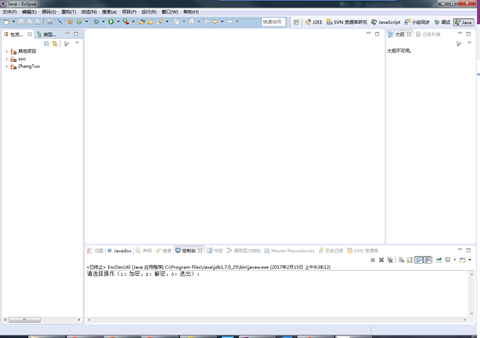 Java - Eclipse
文件(F) 编辑(E) 源码(S) 重构(T) 浏览(N) 搜索(a) 项目(P) 运行(R) 窗口(W) 帮助(H)
快速访问 J2EE SVN 资源库研究 JavaScript 小组同步 调试 Java
类型...
其他项目
ZhangTuo
大纲 任务列表
大纲不可用。
问题 Javadoc 声明 搜索 控制台 书签 调用层次结构 Maven Repositories 历史记录 SVN 资源库
<已终止> EncDecUtil [Java 应用程序] C:\Program Files\Java\jdk1.7.0_25\bin\javaw.exe (2017年2月15日 上午9:08:12)
请选择操作（1：加密，2：解密，0：退出）：